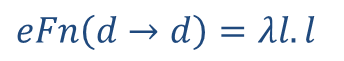 eFn(d → d) = λl. l